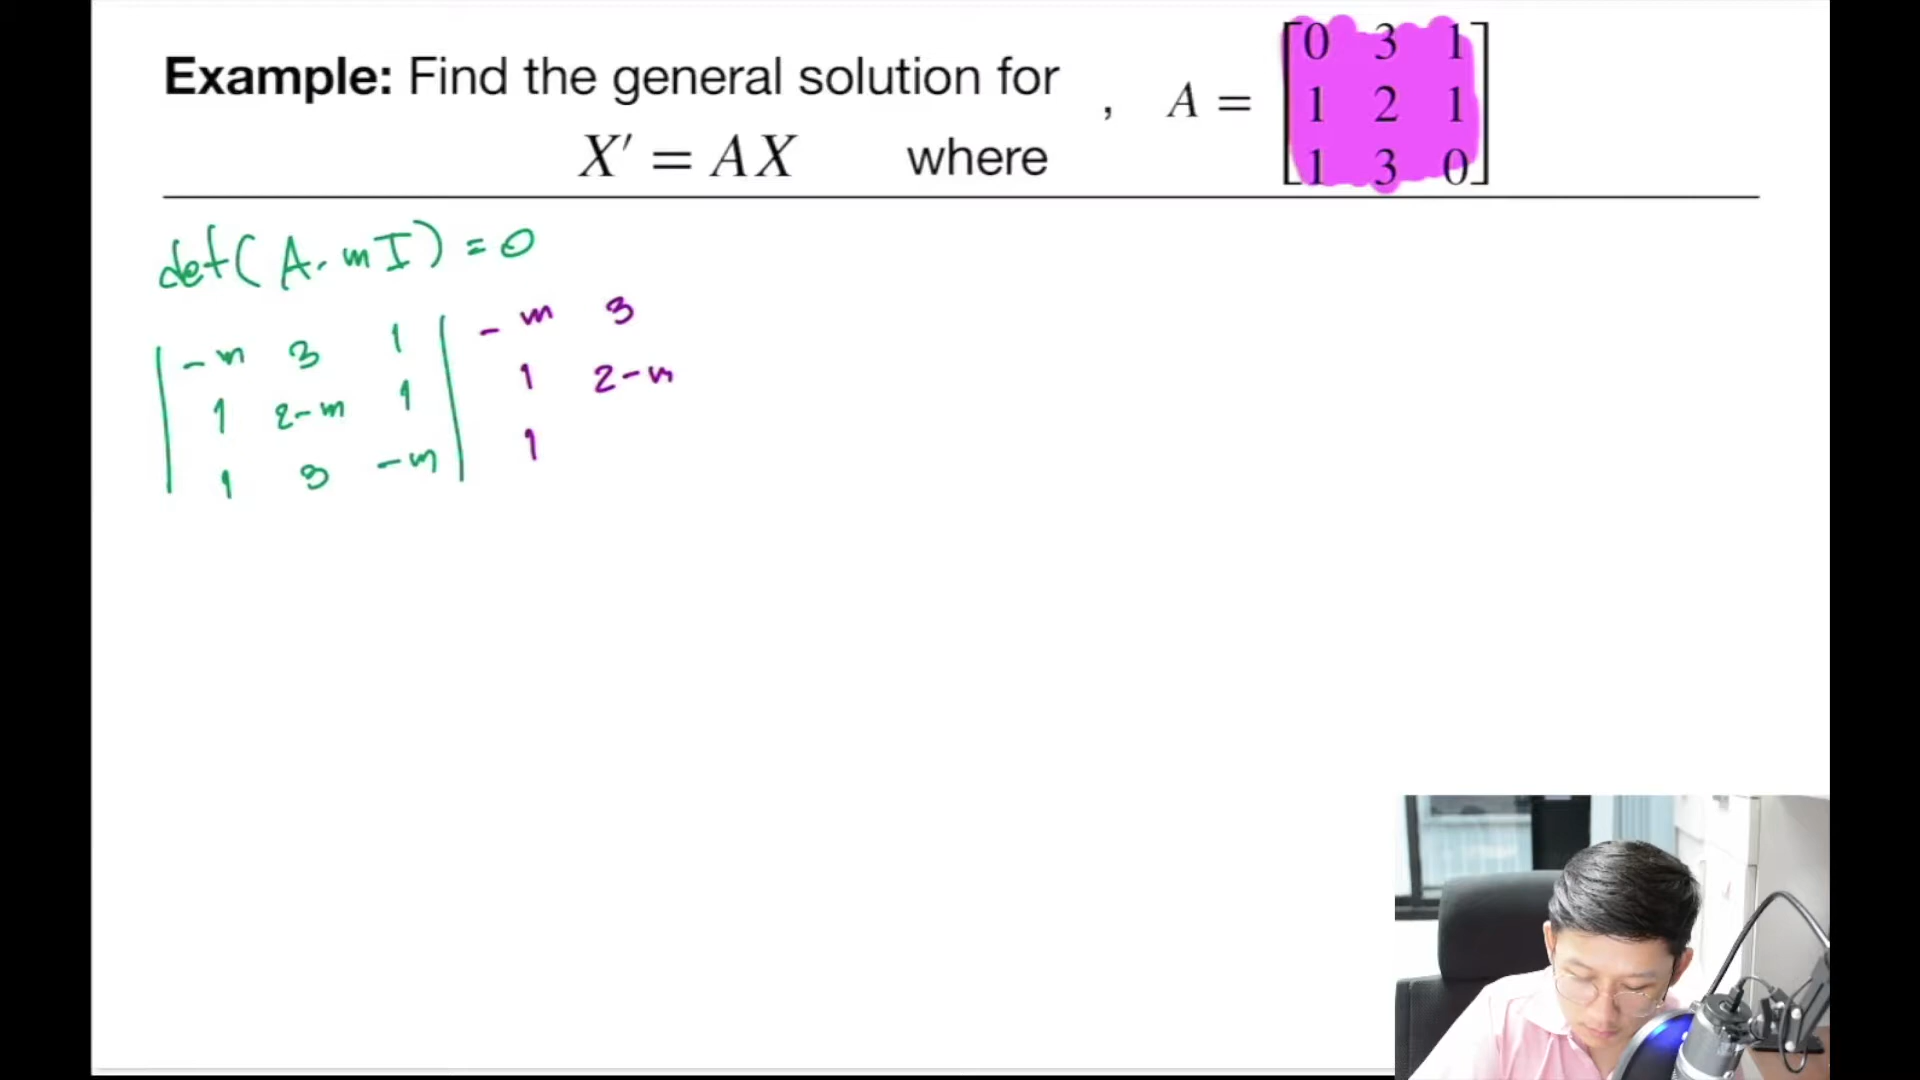 Example: Find the general solution for , A = [0 3 1
1 2 1
1 3 0]
X′ = AX where
det(A - mI) = 0
| -m 3 1 | -m 3
| 1 2-m 1 | 1 2-m
| 1 3 -m | 1